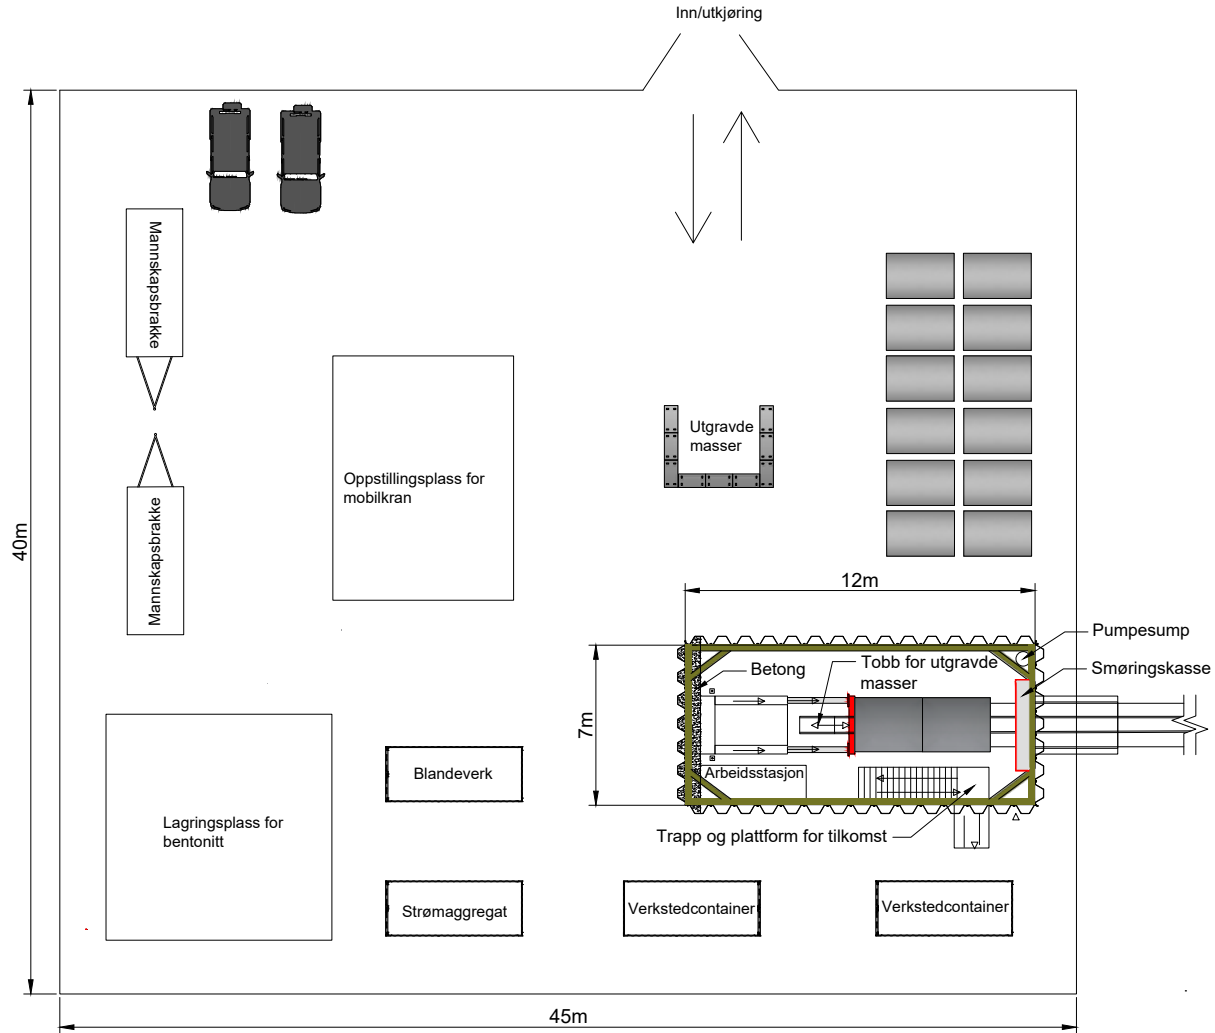 Inn/utkjøring
Mannskapsbrakke
Utgravde
masser
Oppstillingsplass for
mobilkran
Mannskapsbrakke
40m
12m
Pumpesump
Betong
Tobb for utgravde
masser
Smøringskasse
7m
Arbeidsstasjon
Blandeverk
Lagringsplass for
bentonitt
Trapp og plattform for tilkomst
Strømaggregat
Verkstedcontainer
Verkstedcontainer
45m